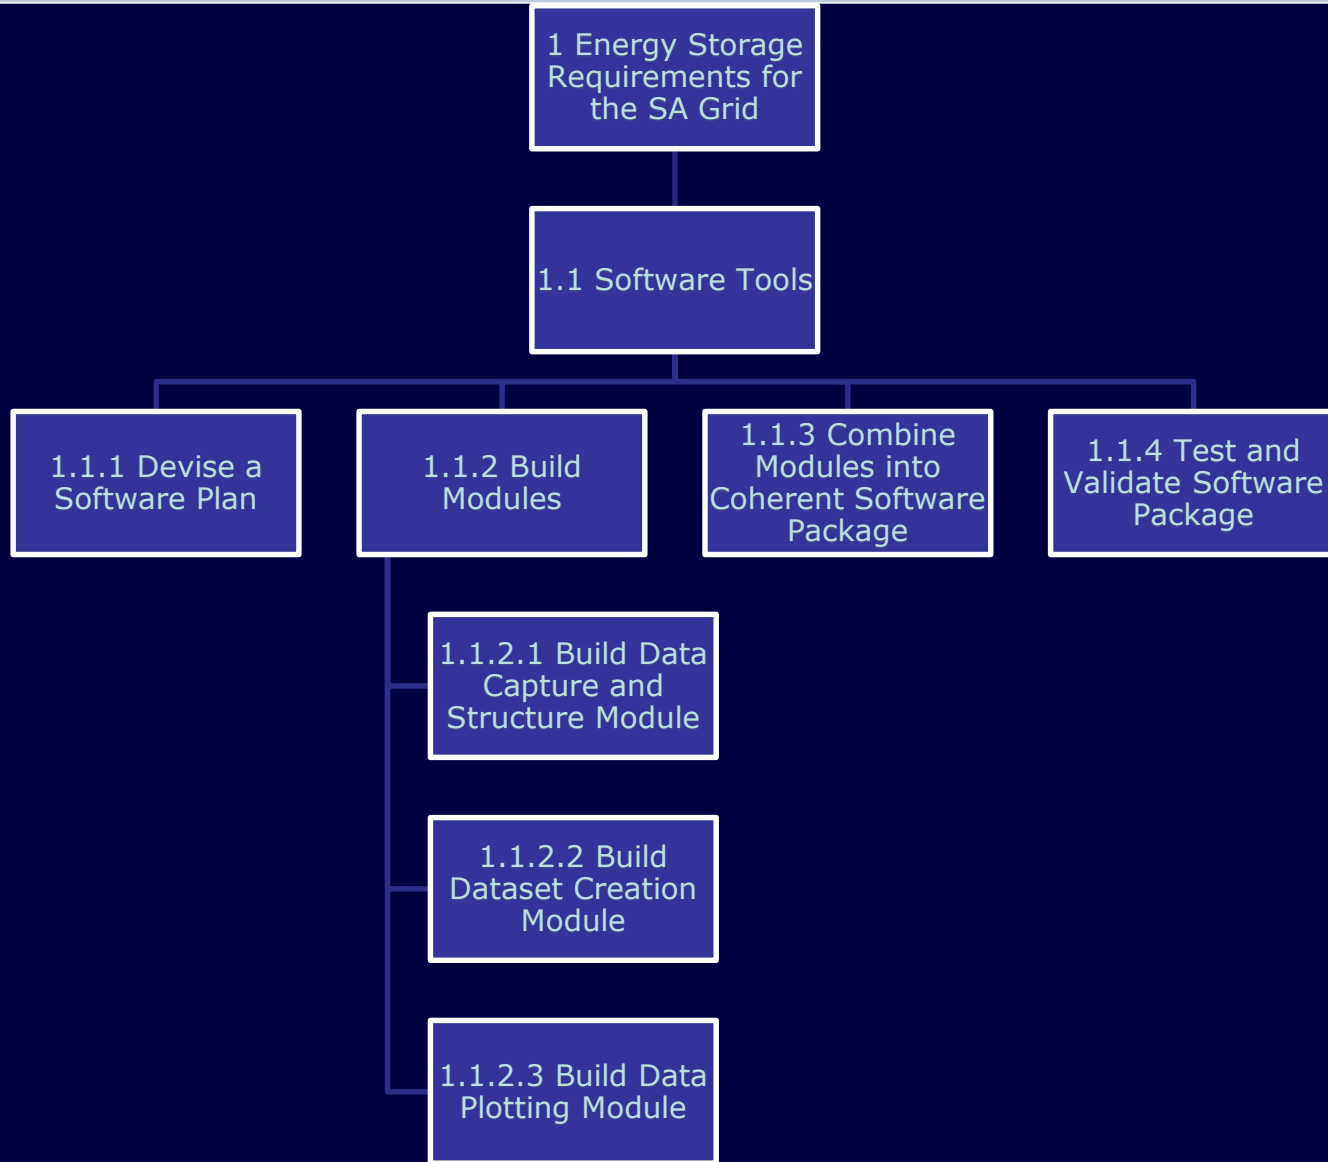 1 Energy Storage
Requirements for
the SA Grid
1.1 Software Tools
1.1.1 Devise a
Software Plan
1.1.2 Build
Modules
1.1.3 Combine
Modules into
Coherent Software
Package
1.1.4 Test and
Validate Software
Package
1.1.2.1 Build Data
Capture and
Structure Module
1.1.2.2 Build
Dataset Creation
Module
1.1.2.3 Build Data
Plotting Module